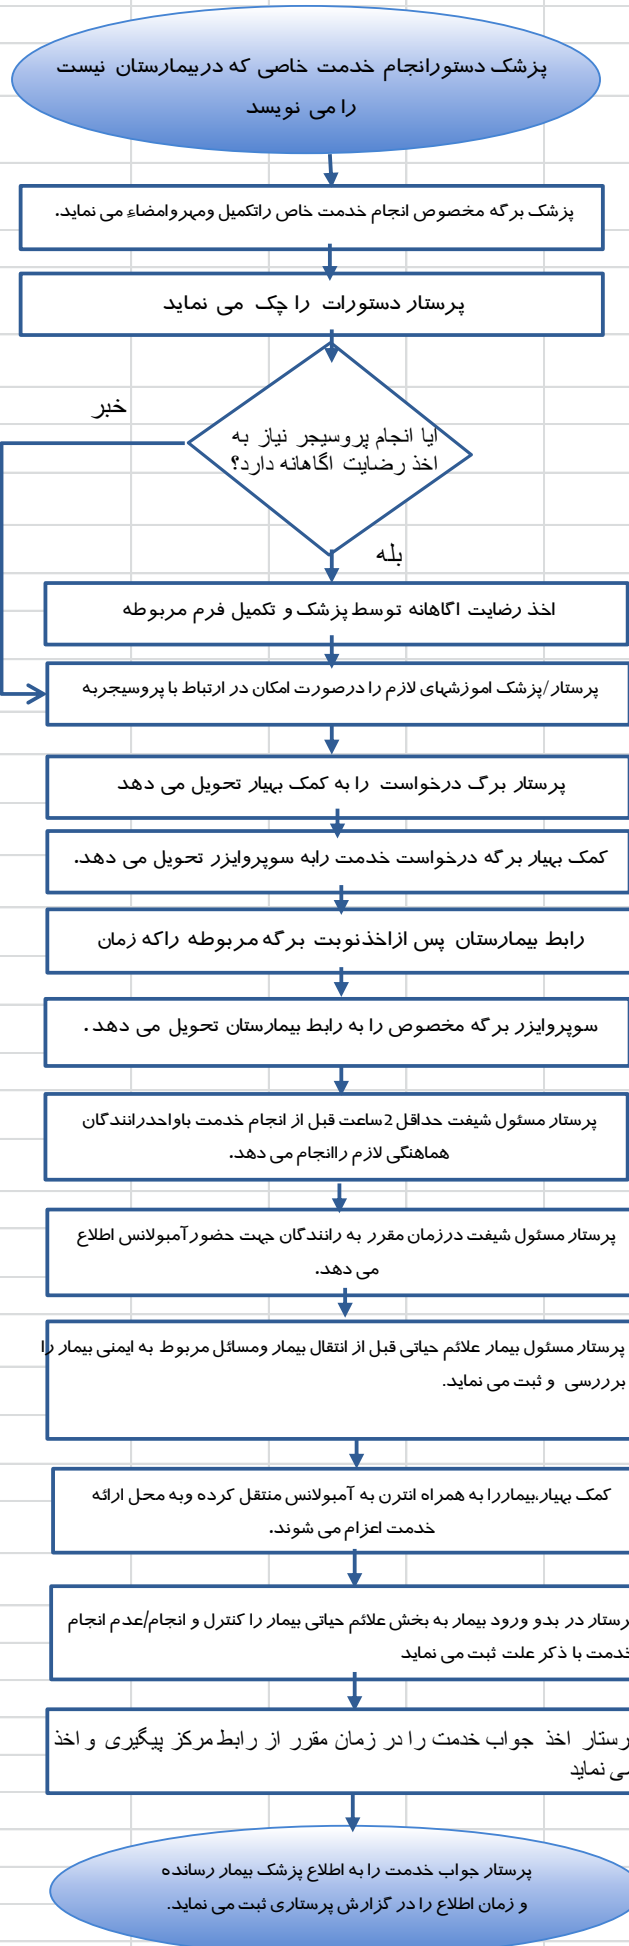 پزشک دستورانجام خدمت خاصی که دربیمارستان نیست
را می نویسد
پزشک برگه مخصوص انجام خدمت خاص راتکمیل ومهروامضاء می نماید.
پرستار دستورات را چک می نماید
خبر
ایا انجام پروسیجر نیاز به
اخذ رضایت اگاهانه دارد؟
بله
اخذ رضایت اگاهانه توسط پزشک و تکمیل فرم مربوطه
پرستار/پزشک اموزشهای لازم را درصورت امکان در ارتباط با پروسیجربه
پرستار برگ درخواست را به کمک بهیار تحویل می دهد
کمک بهیار برگه درخواست خدمت رابه سوپروایزر تحویل می دهد.
رابط بیمارستان پس ازاخذنوبت برگه مربوطه راکه زمان
سوپروایزر برگه مخصوص را به رابط بیمارستان تحویل می دهد.
پرستار مسئول شیفت حداقل 2ساعت قبل از انجام خدمت باواحدرانندگان
هماهنگی لازم راانجام می دهد.
پرستار مسئول شیفت درزمان مقرر به رانندگان جهت حضورآمبولانس اطلاع
می دهد.
پرستار مسئول بیمار علائم حیاتی قبل از انتقال بیمار ومسائل مربوط به ایمنی بیمار را
برررسی و ثبت می نماید.
کمک بهیار،بیماررا به همراه انترن به آمبولانس منتقل کرده وبه محل ارائه
خدمت اعزام می شوند.
رستار در بدو ورود بیمار به بخش علائم حیاتی بیمار را کنترل و انجام/عدم انجام
خدمت با ذکر علت ثبت می نماید
رستار اخذ جواب خدمت را در زمان مقرر از رابط مرکز پیگیری و اخذ
می نماید
پرستار جواب خدمت را به اطلاع پزشک بیمار رسانده
و زمان اطلاع را در گزارش پرستاری ثبت می نماید.